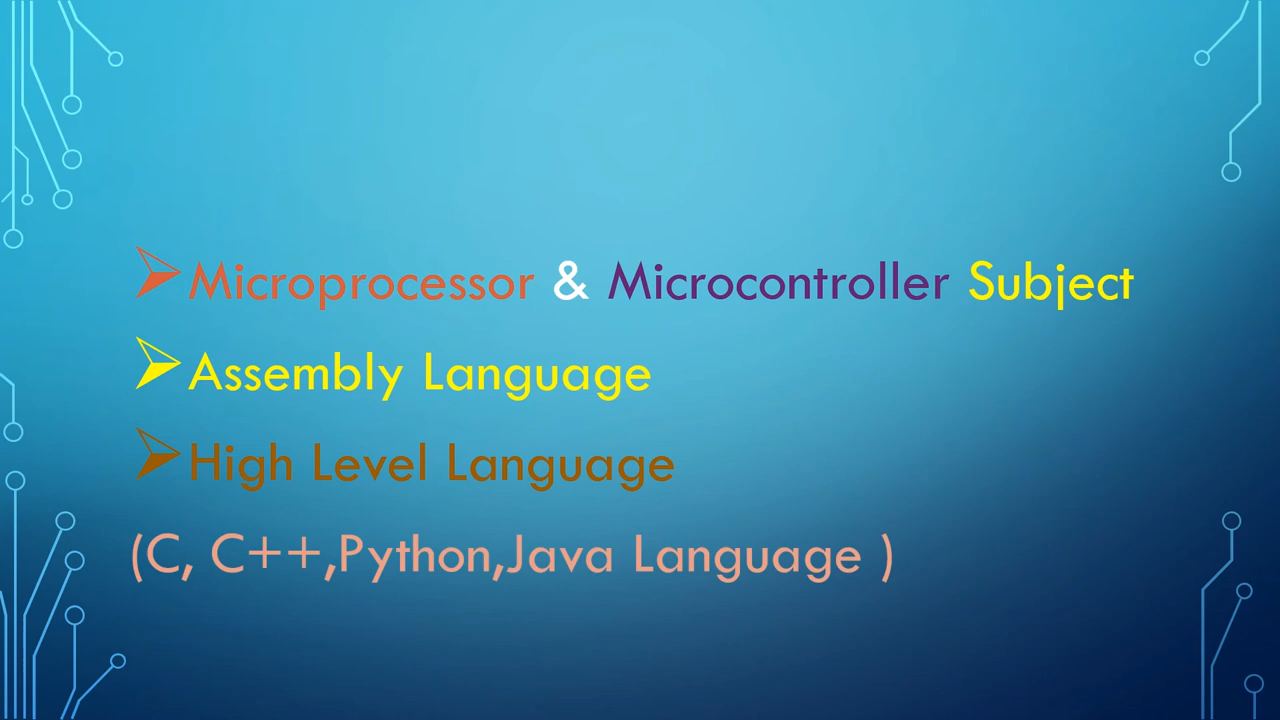 ➢Microprocessor & Microcontroller Subject
➢Assembly Language
➢High Level Language
(C, C++,Python,Java Language )